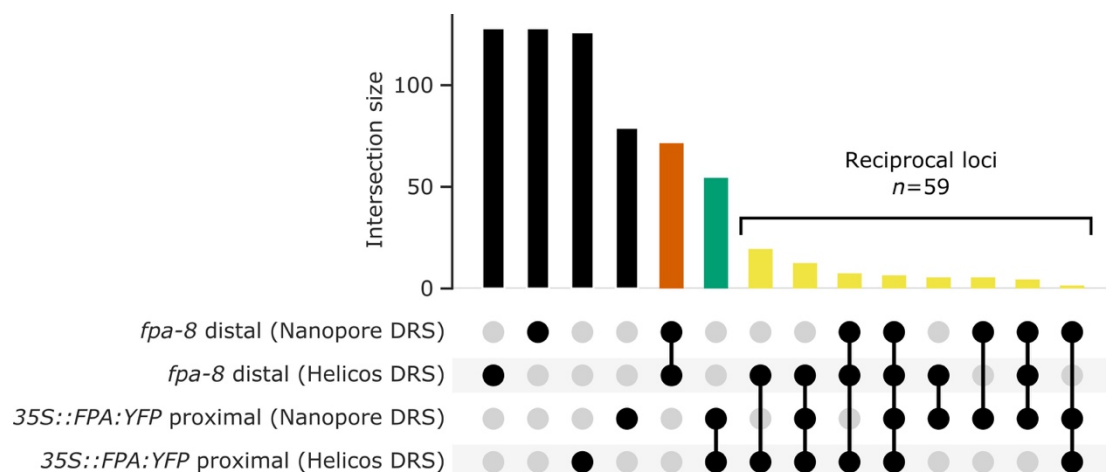 Intersection size
100
50
0
Reciprocal loci
n=59
fpa-8 distal (Nanopore DRS)
fpa-8 distal (Helicos DRS)
35S::FPA:YFP proximal (Nanopore DRS)
35S::FPA:YFP proximal (Helicos DRS)